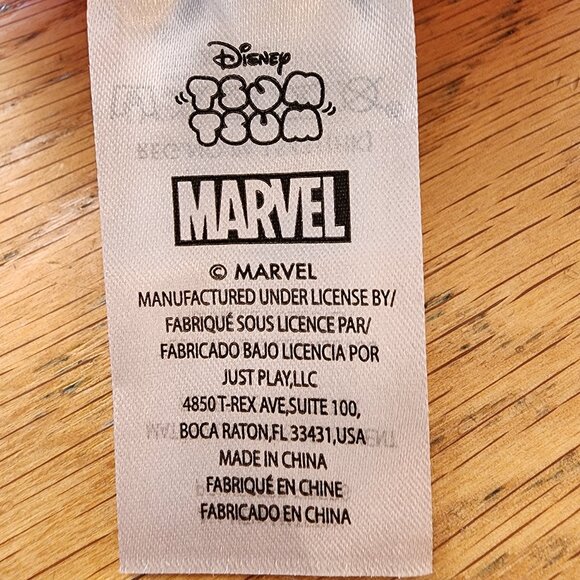 Disney
TSUM
TSUM
MARVEL
© MARVEL
MANUFACTURED UNDER LICENSE BY/
FABRIQUÉ SOUS LICENCE PAR/
FABRICADO BAJO LICENCIA POR
JUST PLAY,LLC
4850 T-REX AVE,SUITE 100,
BOCA RATON,FL 33431,USA
MADE IN CHINA
FABRIQUÉ EN CHINE
FABRICADO EN CHINA